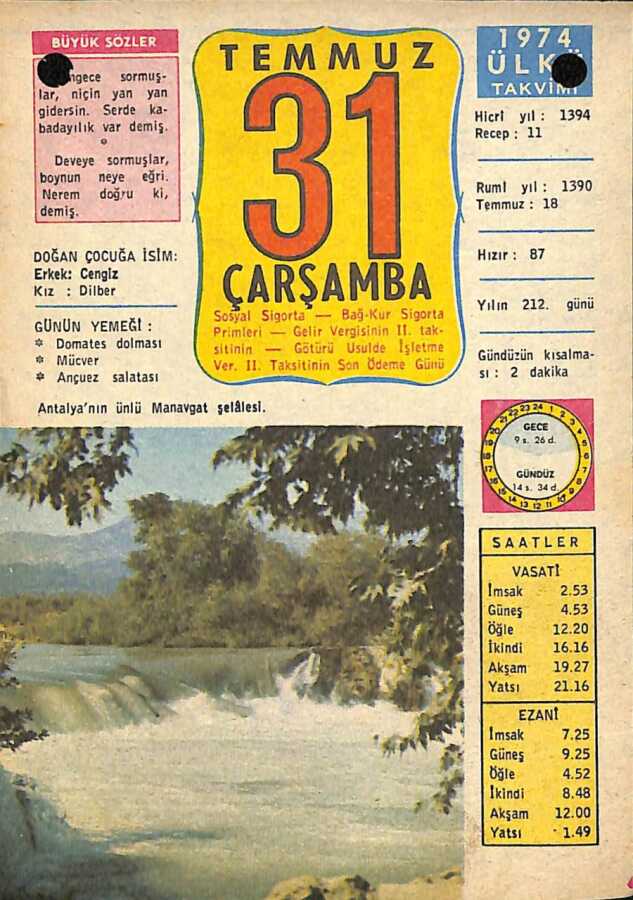 BÜYÜK SÖZLER
sormuş-
lar, niçin yan yan
gidersin. Serde ka-
badayılık var demiş.
Deveye sormuşlar,
boynun neye eğri.
Nerem doğru ki,
demiş.
DOĞAN ÇOCUĞA İSİM:
Erkek: Cengiz
Kız : Dilber
GÜNÜN YEMEĞİ :
Domates dolması
Mücver
Ançuez salatası
TEMMUZ
31
ÇARŞAMBA
Sosyal Sigorta — Bağ-Kur Sigorta
Primleri — Gelir Vergisinin II. tak-
sitinin — Götürü Usulde İşletme
Ver. II. Taksitinin Son Ödeme Günü
1974
TAKVİMİ
Hicri yıl : 1394
Recep : 11
Rumi yıl : 1390
Temmuz : 18
Hızır : 87
Yılın 212. günü
Gündüzün kısalma-
sı : 2 dakika
Antalya'nın ünlü Manavgat şelâlesi.
GECE
9 s. 26 d.
GÜNDÜZ
14 s. 34 d.
SAATLER
VASATİ
İmsak 2.53
Güneş 4.53
Öğle 12.20
İkindi 16.16
Akşam 19.27
Yatsı 21.16
EZANİ
İmsak 7.25
Güneş 9.25
Öğle 4.52
İkindi 8.48
Akşam 12.00
Yatsı 1.49